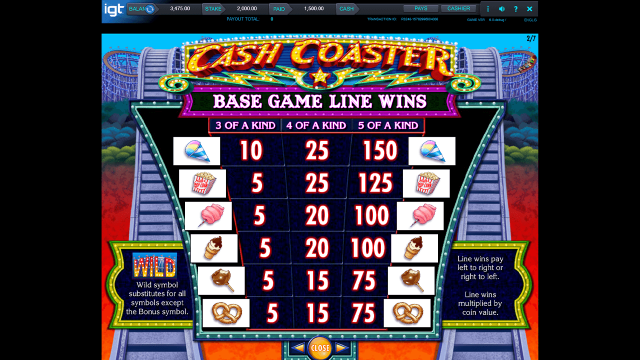 igt BALANCE 3,475.00 STAKE 2,000.00 PAID 1,500.00 CASH PAYS CASHIER
PAYOUT TOTAL
2/7
CASH COASTER
BASE GAME LINE WINS
3 OF A KIND 4 OF A KIND 5 OF A KIND
10 25 150
5 25 125
5 20 100
5 20 100
5 15 75
5 15 75
WILD
Wild symbol
substitutes for all
symbols except
the Bonus symbol.
Line wins pay
left to right or
right to left.
Line wins
multiplied by
coin value.
CLOSE